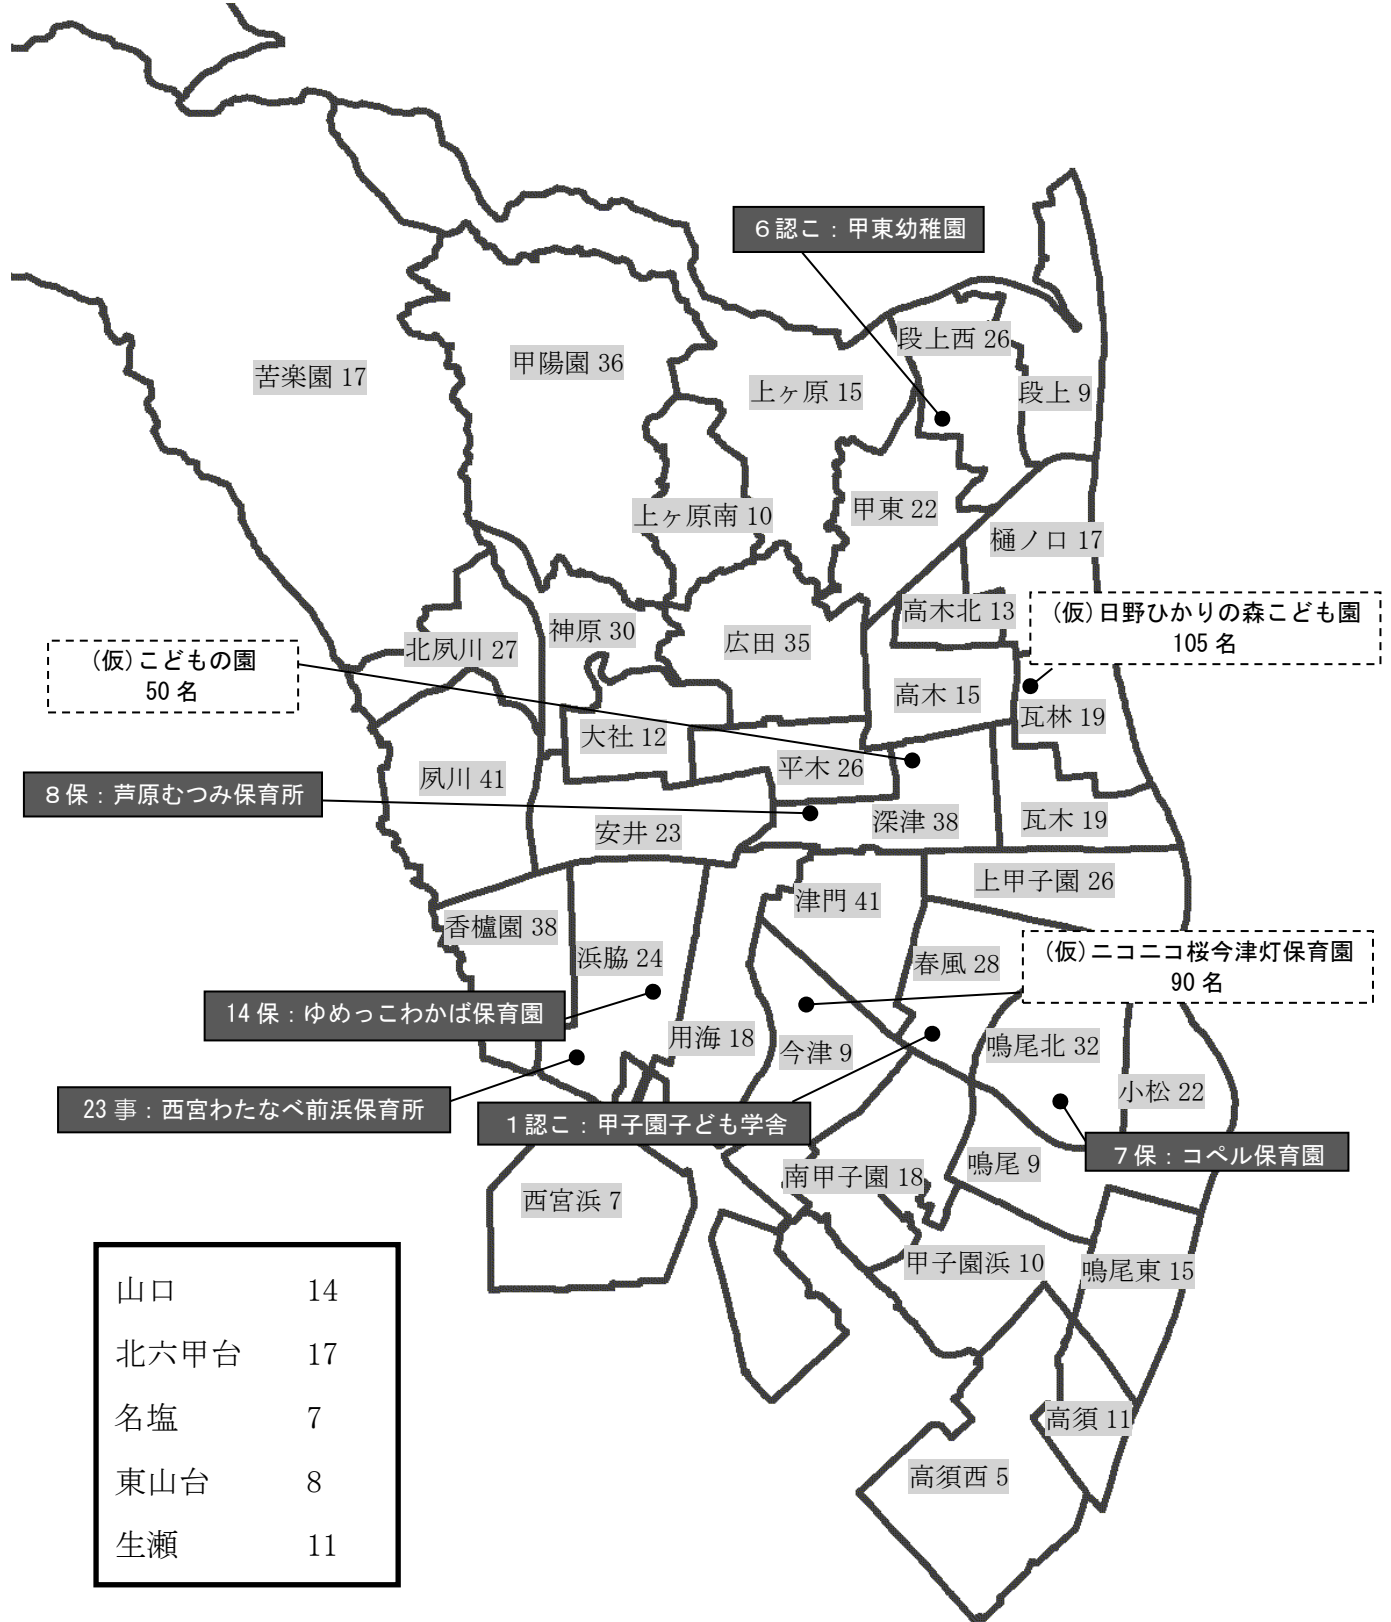 6認こ：甲東幼稚園
段上西 26
甲陽園 36
苦楽園 17
上ヶ原 15
段上 9
上ヶ原南 10
甲東 22
樋ノ口 17
高木北 13
(仮)日野ひかりの森こども園
105 名
神原 30
広田 35
北夙川 27
(仮)こどもの園
50 名
高木 15
瓦林 19
大社 12
平木 26
夙川 41
8保：芦原むつみ保育所
安井 23
深津 38
瓦木 19
上甲子園 26
津門 41
香櫨園 38
浜脇 24
春風 28
(仮)ニコニコ桜今津灯保育園
90 名
14保：ゆめっこわかば保育園
用海 18
今津 9
鳴尾北 32
小松 22
23 事：西宮わたなべ前浜保育所
1認こ：甲子園子ども学舎
7保：コペル保育園
鳴尾 9
南甲子園 18
西宮浜 7
甲子園浜 10
鳴尾東 15
高須 11
高須西 5
山口 14
北六甲台 17
名塩 7
東山台 8
生瀬 11